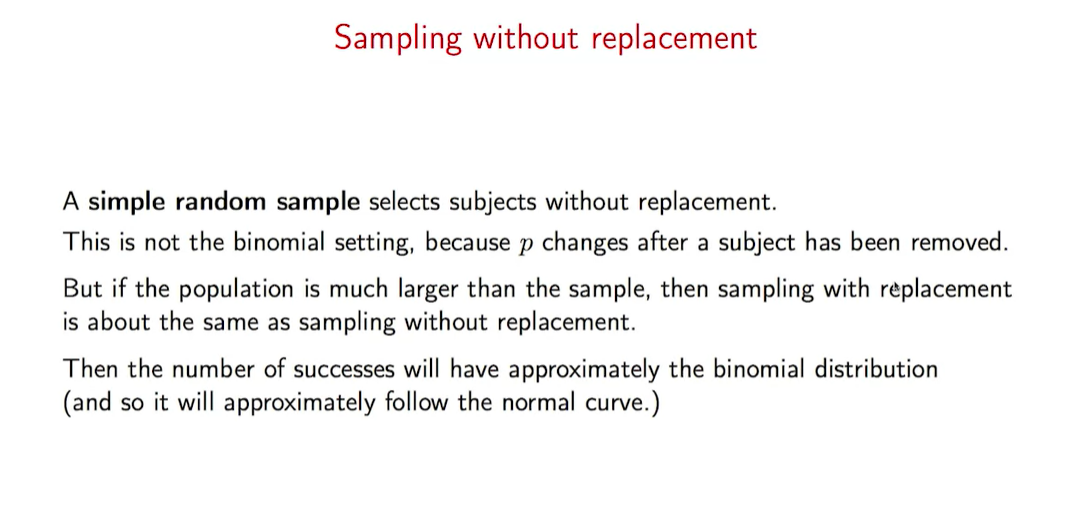 Sampling without replacement
A simple random sample selects subjects without replacement.
This is not the binomial setting, because p changes after a subject has been removed.
But if the population is much larger than the sample, then sampling with replacement
is about the same as sampling without replacement.
Then the number of successes will have approximately the binomial distribution
(and so it will approximately follow the normal curve.)